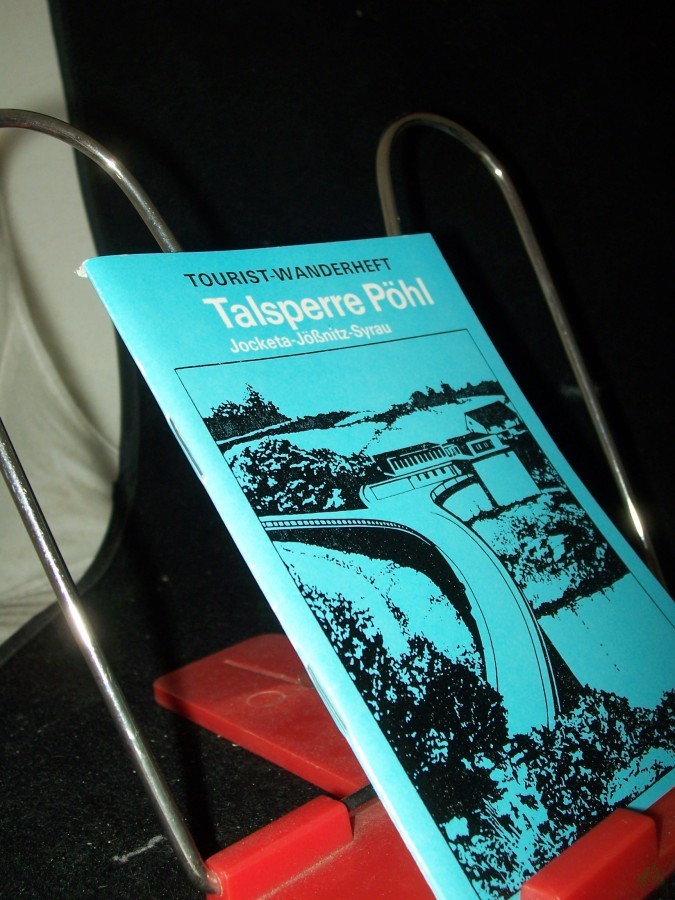 TOURIST-WANDERHEFT
Talsperre Pöhl
Jocketa-Jößnitz-Syrau